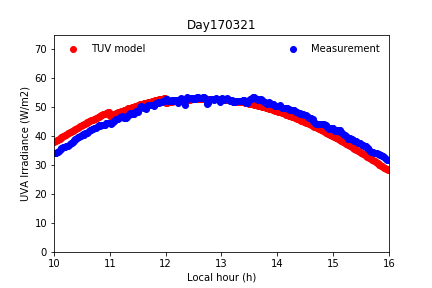 Day170321
TUV model
Measurement
UVA Irradiance (W/m2)
70
60
50
40
30
20
10
0
10 11 12 13 14 15 16
Local hour (h)